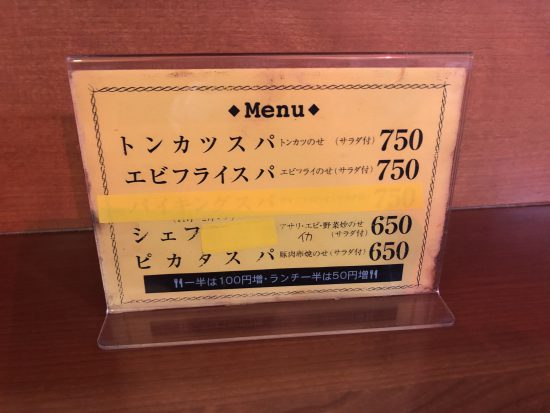 ◆Menu◆
トンカツスパ トンカツのせ (サラダ付) 750
エビフライスパ エビフライのせ (サラダ付) 750
シェフ アサリ・エビ・野菜炒のせ 650
イカ (サラダ付)
ピカタスパ 豚肉卵焼のせ (サラダ付) 650
一半は100円増・ランチ一半は50円増